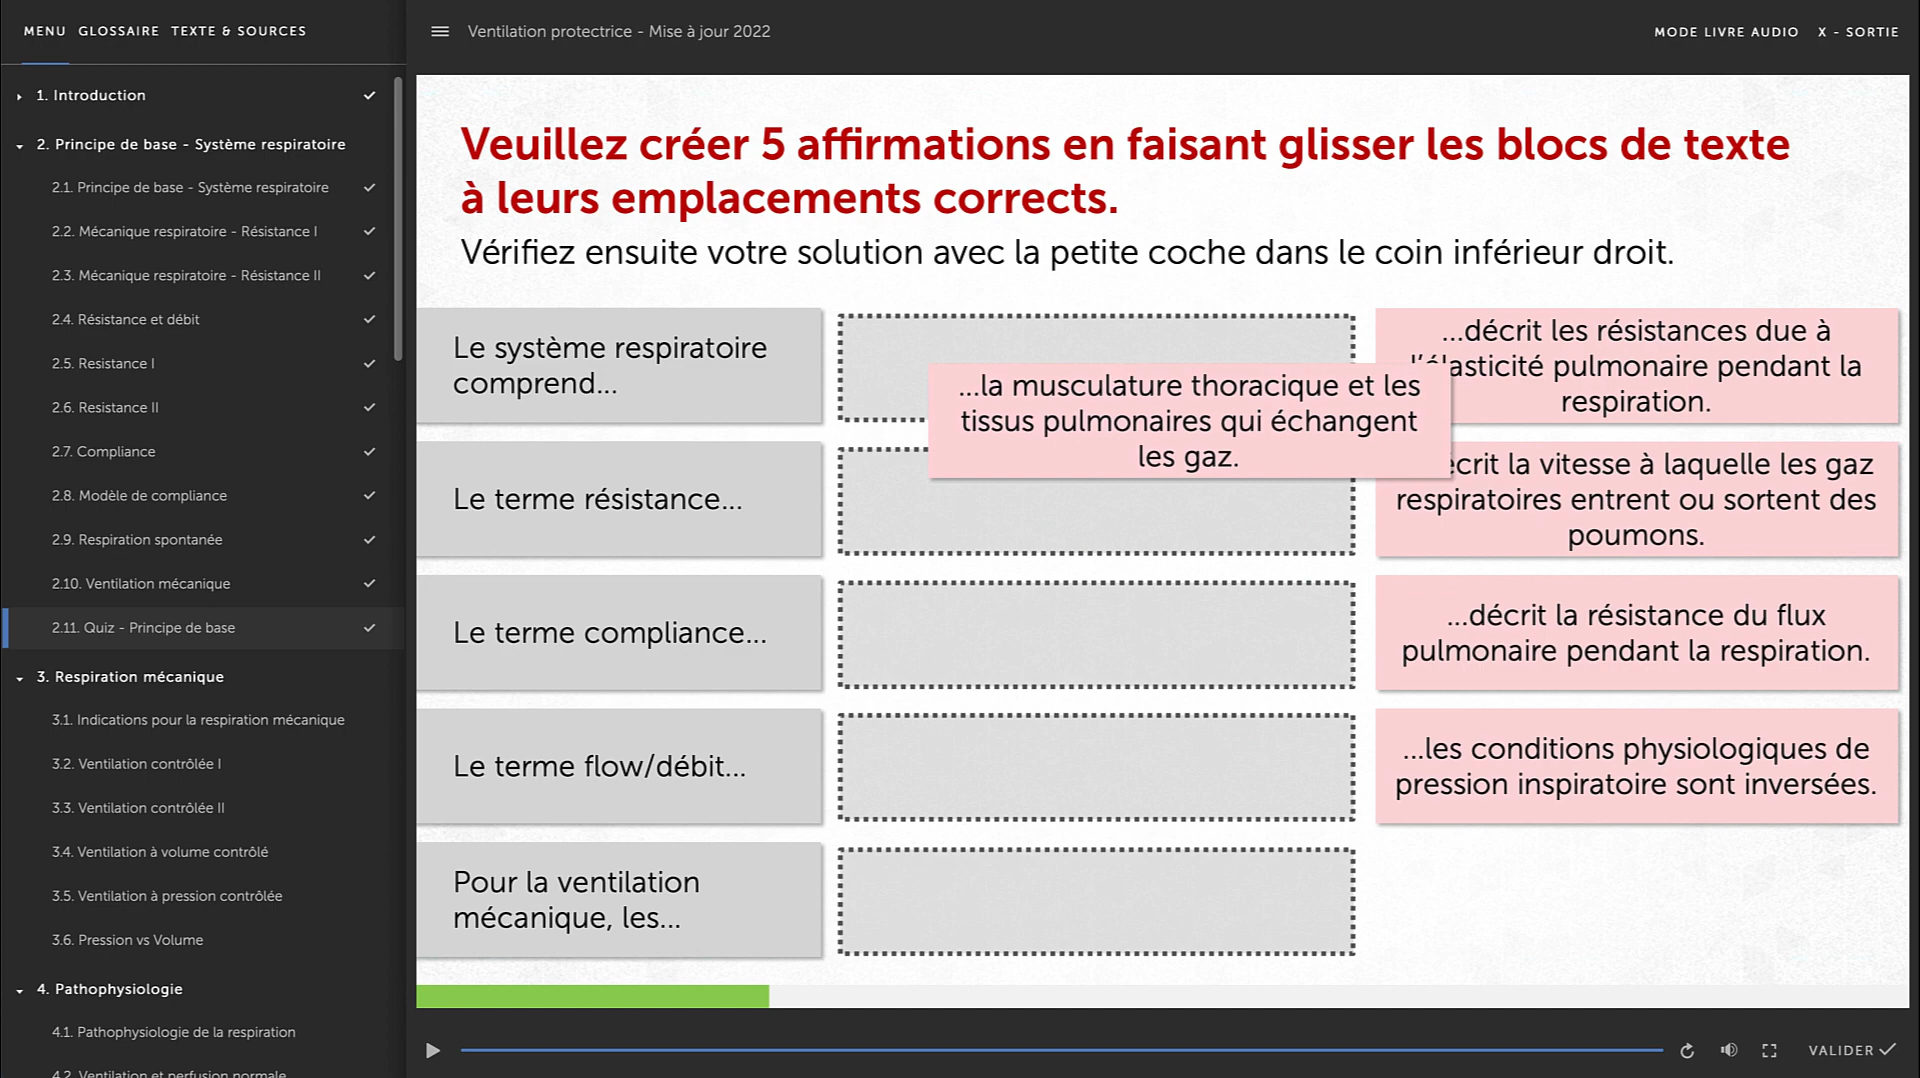 MENU GLOSSAIRE TEXTE & SOURCES
Ventilation protectrice - Mise à jour 2022
MODE LIVRE AUDIO X - SORTIE
1. Introduction
2. Principe de base - Système respiratoire
2.1. Principe de base - Système respiratoire
2.2. Mécanique respiratoire - Résistance I
2.3. Mécanique respiratoire - Résistance II
2.4. Résistance et débit
2.5. Resistance I
2.6. Resistance II
2.7. Compliance
2.8. Modèle de compliance
2.9. Respiration spontanée
2.10. Ventilation mécanique
2.11. Quiz - Principe de base
3. Respiration mécanique
3.1. Indications pour la respiration mécanique
3.2. Ventilation contrôlée I
3.3. Ventilation contrôlée II
3.4. Ventilation à volume contrôlé
3.5. Ventilation à pression contrôlée
3.6. Pression vs Volume
4. Pathophysiologie
4.1. Pathophysiologie de la respiration
4.2. Ventilation et perfusion normale
Veuillez créer 5 affirmations en faisant glisser les blocs de texte
à leurs emplacements corrects.
Vérifiez ensuite votre solution avec la petite coche dans le coin inférieur droit.
Le système respiratoire
comprend...
Le terme résistance...
Le terme compliance...
Le terme flow/débit...
Pour la ventilation
mécanique, les...
...la musculature thoracique et les
tissus pulmonaires qui échangent
les gaz.
...décrit les résistances due à
l'élasticité pulmonaire pendant la
respiration.
la vitesse à laquelle les gaz
respiratoires entrent ou sortent des
poumons.
...décrit la résistance du flux
pulmonaire pendant la respiration.
...les conditions physiologiques de
pression inspiratoire sont inversées.
VALIDER